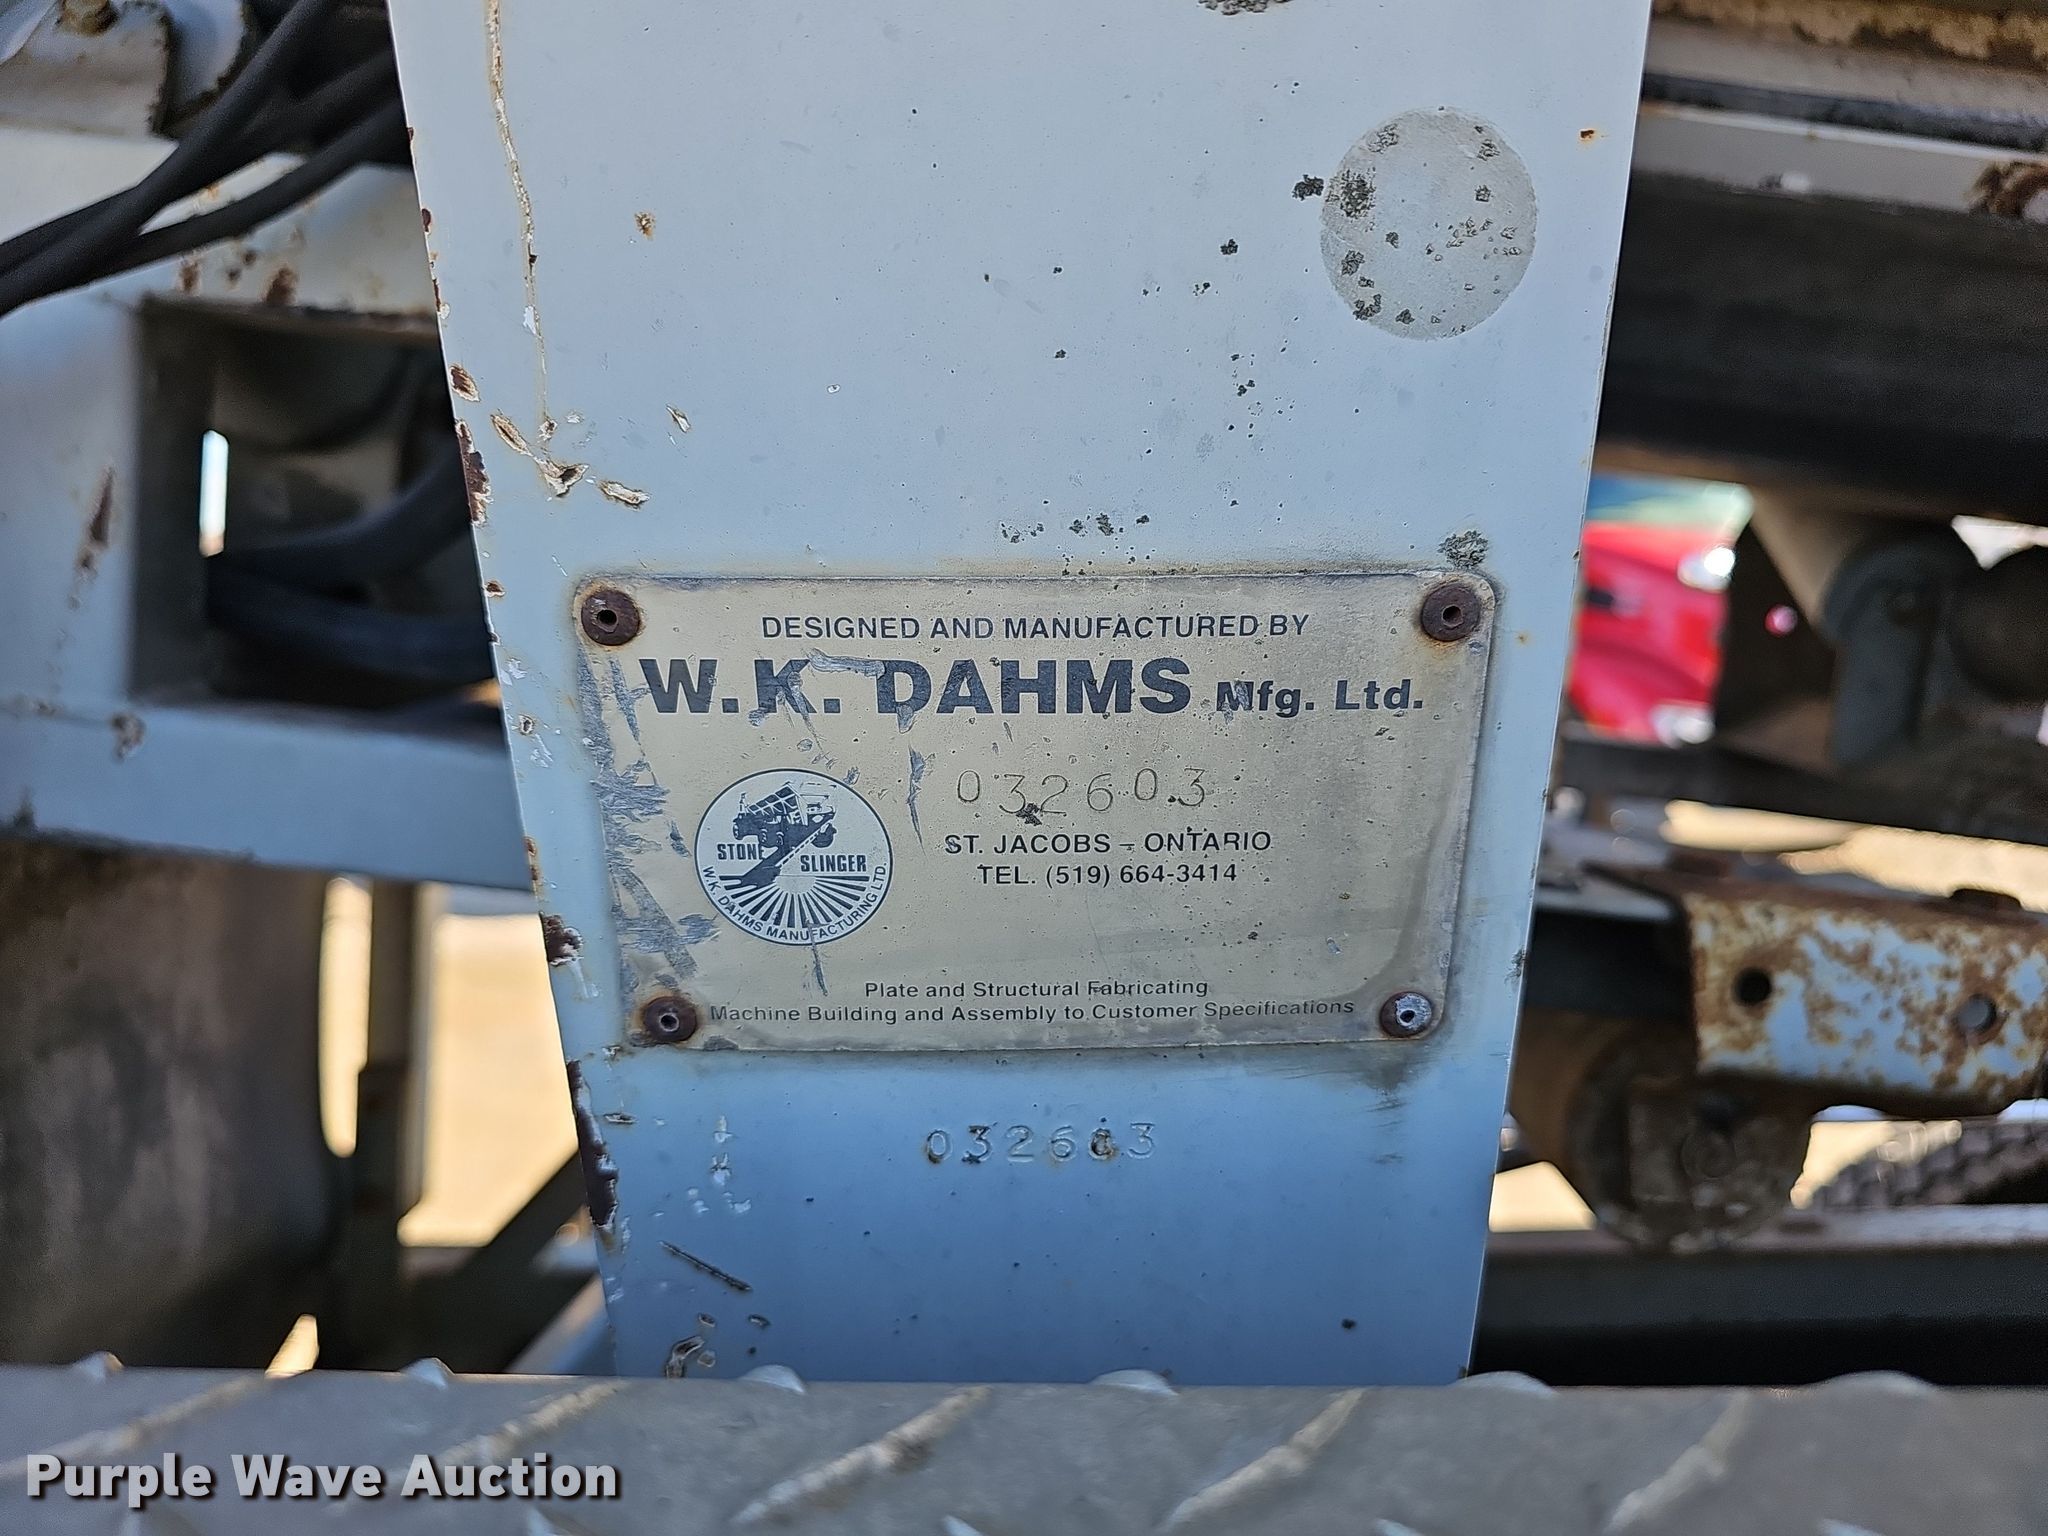 DESIGNED AND MANUFACTURED BY
W.K. DAHMS Mfg. Ltd.
032603
STONE SLINGER
W.K. DAHMS MANUFACTURING LTD.
ST. JACOBS - ONTARIO
TEL. (519) 664-3414
Plate and Structural Fabricating
Machine Building and Assembly to Customer Specifications
032603
Purple Wave Auction